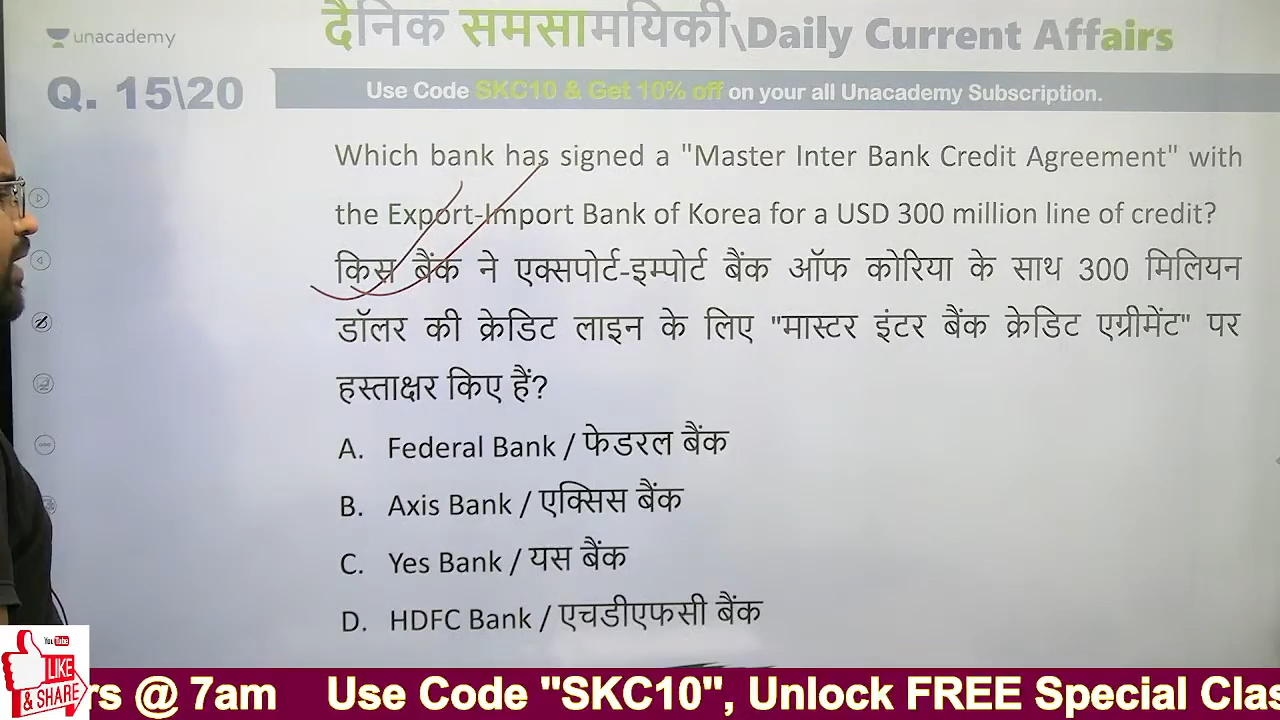 unacademy
दैनिक समसामयिकी\Daily Current Affairs
Q. 15\20
Use Code SKC10 & Get 10% off on your all Unacademy Subscription.
Which bank has signed a "Master Inter Bank Credit Agreement" with
the Export-Import Bank of Korea for a USD 300 million line of credit?
किस बैंक ने एक्सपोर्ट-इम्पोर्ट बैंक ऑफ कोरिया के साथ 300 मिलियन
डॉलर की क्रेडिट लाइन के लिए "मास्टर इंटर बैंक क्रेडिट एग्रीमेंट" पर
हस्ताक्षर किए हैं?
A. Federal Bank / फेडरल बैंक
B. Axis Bank / एक्सिस बैंक
C. Yes Bank / यस बैंक
D. HDFC Bank / एचडीएफसी बैंक
You Tube
LIKE
& SHARE
rs @ 7am Use Code "SKC10", Unlock FREE Special Clas